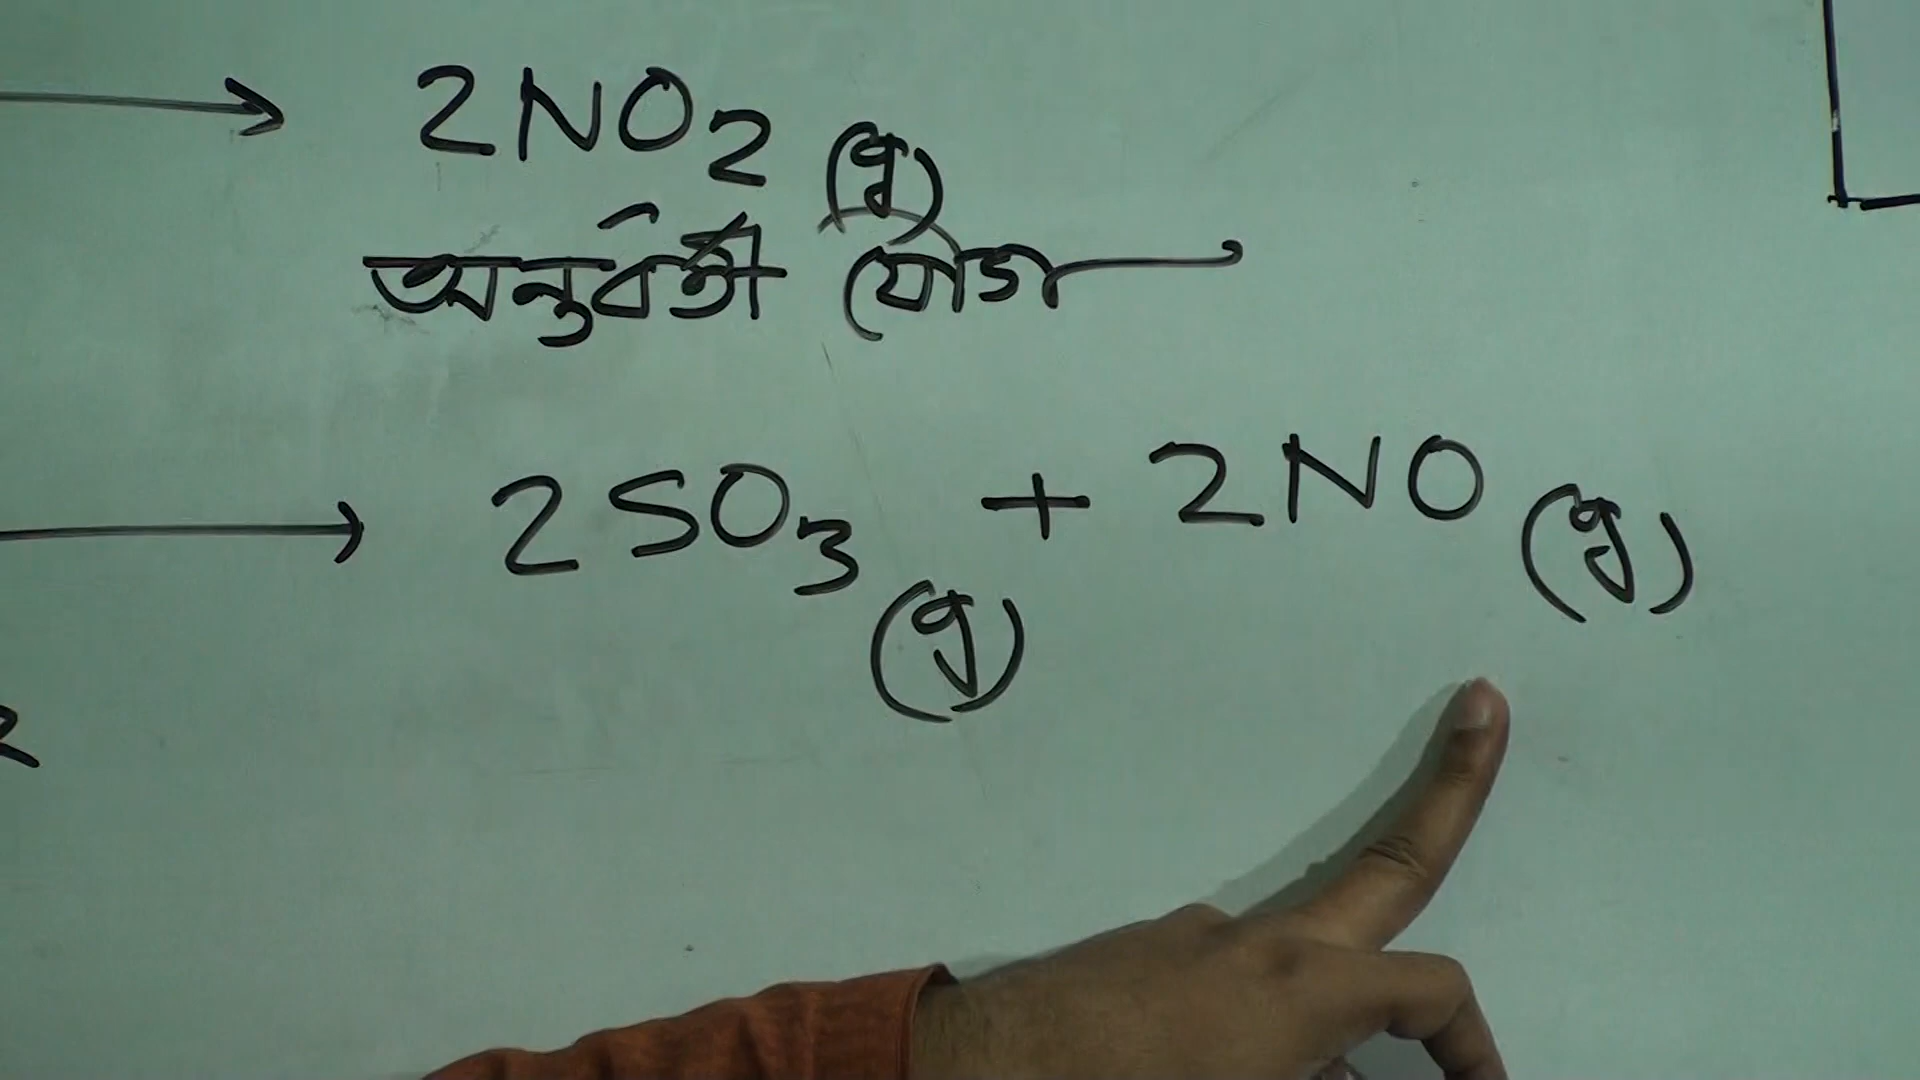 → 2NO₂ (g)
অন্তুর্বর্তী যৌগ
→ 2SO₃ (g) + 2NO (g)